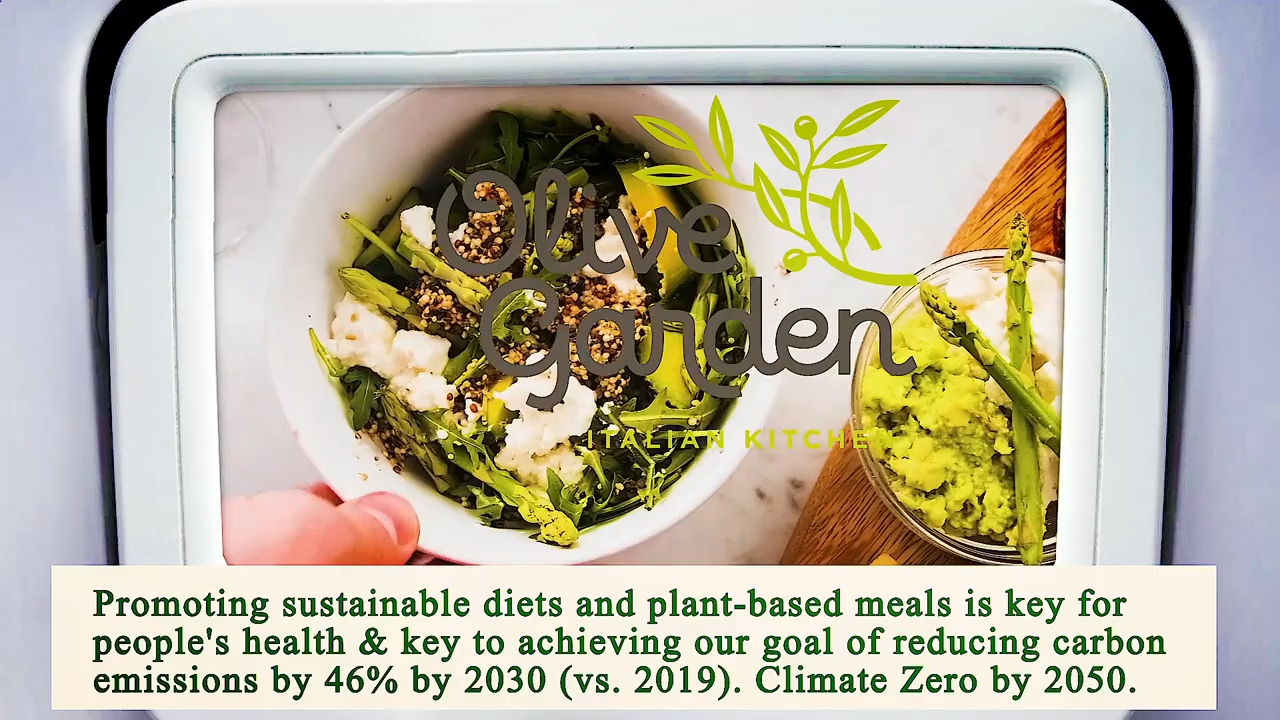 Olive
Garden
ITALIAN KITCHEN
Promoting sustainable diets and plant-based meals is key for
people's health & key to achieving our goal of reducing carbon
emissions by 46% by 2030 (vs. 2019). Climate Zero by 2050.